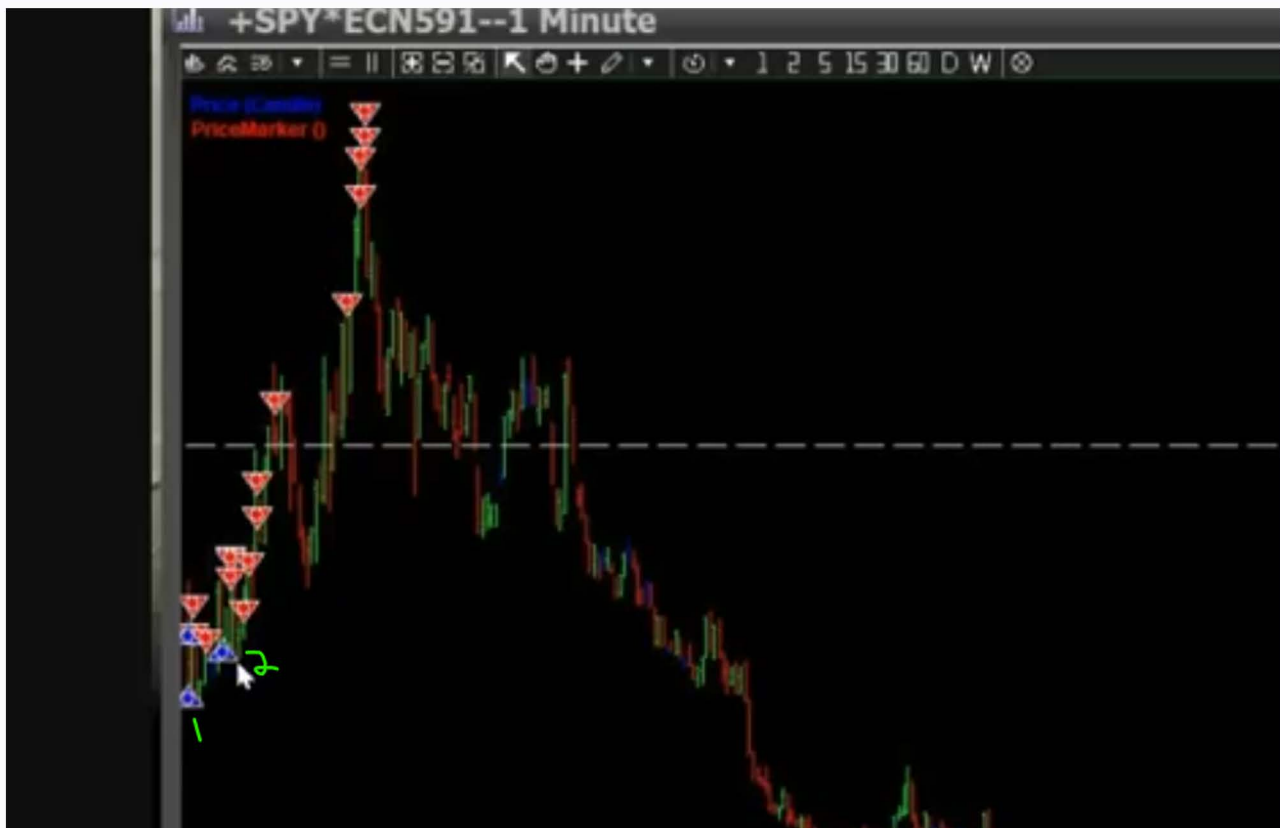 +SPY*ECN591--1 Minute
1 2 5 15 30 60 D W
Price (Candle)
PriceMarker ()
2
1